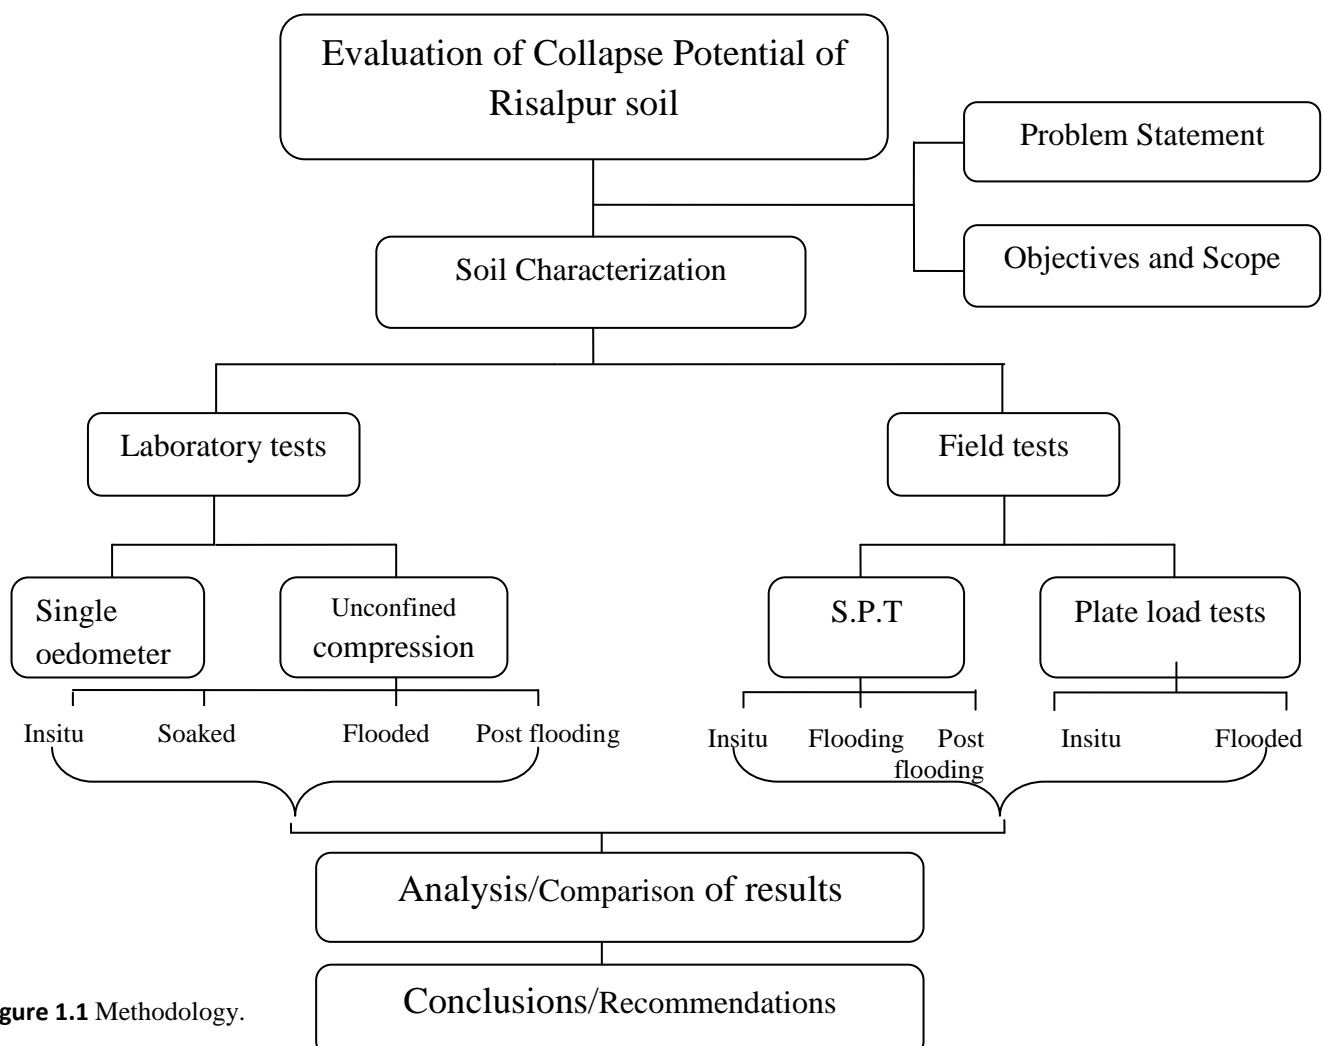 Evaluation of Collapse Potential of
Risalpur soil
Problem Statement
Objectives and Scope
Soil Characterization
Laboratory tests
Field tests
Single
oedometer
Unconfined
compression
S.P.T
Plate load tests
Insitu
Soaked
Flooded
Post flooding
Insitu
Flooding
Post
flooding
Insitu
Flooded
Analysis/Comparison of results
Conclusions/Recommendations
gure 1.1 Methodology.